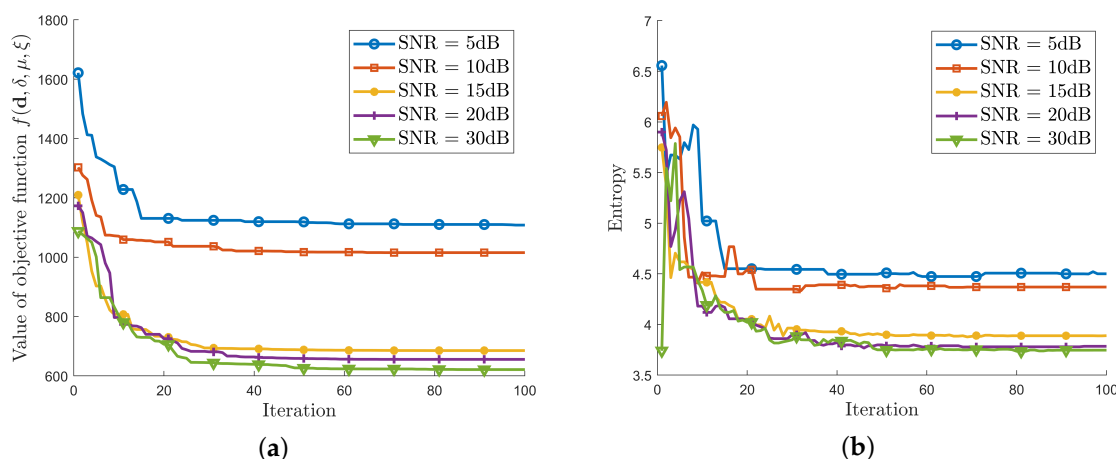 1800
1600
1400
1200
1000
800
600
0
20
40
60
80
100
Value of objective function f(d, δ, μ, ξ)
Iteration
SNR = 5dB
SNR = 10dB
SNR = 15dB
SNR = 20dB
SNR = 30dB
(a)
7
6.5
6
5.5
5
4.5
4
3.5
0
20
40
60
80
100
Entropy
Iteration
SNR = 5dB
SNR = 10dB
SNR = 15dB
SNR = 20dB
SNR = 30dB
(b)